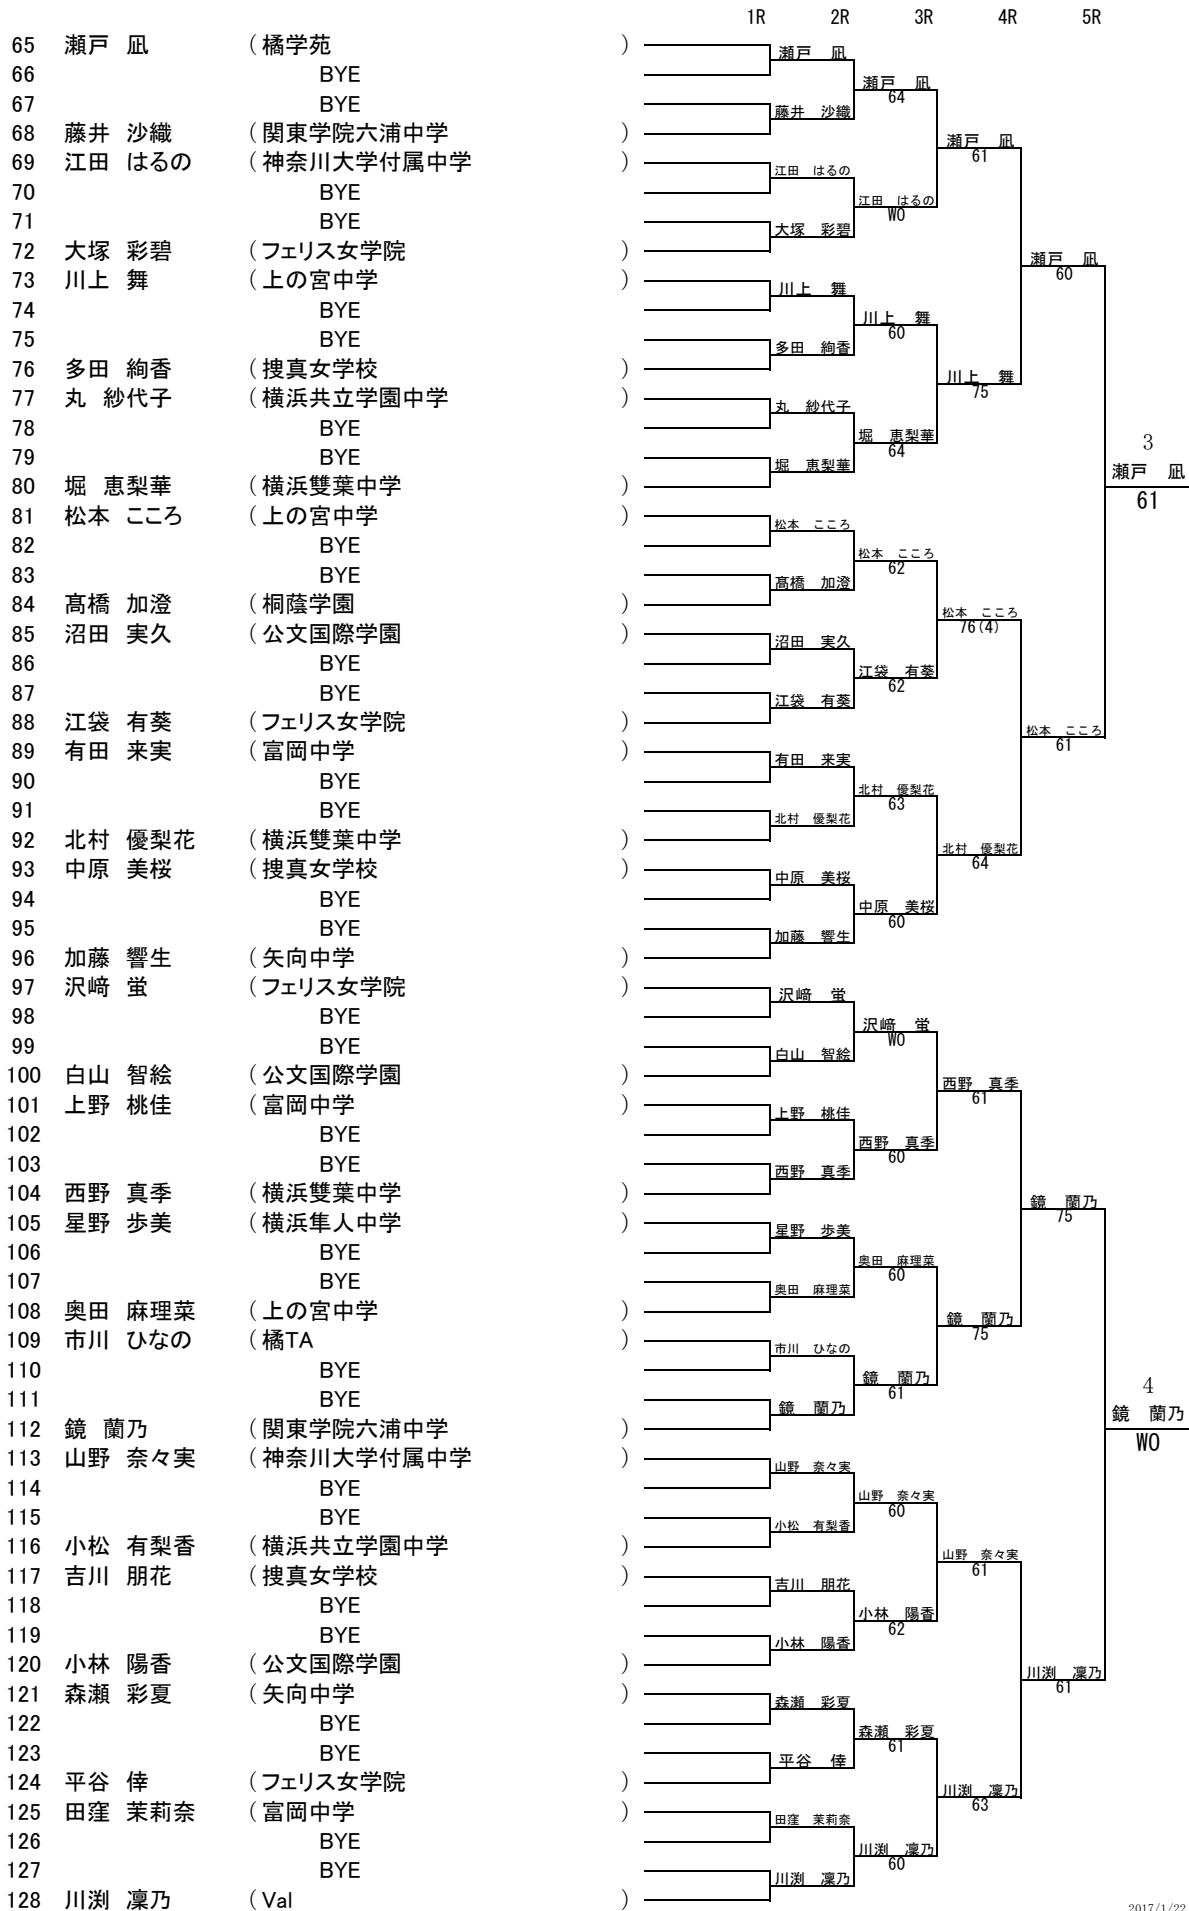 1R 2R 3R 4R 5R
65 瀬戸 凪 (橘学苑 )
66 BYE
67 BYE
68 藤井 沙織 (関東学院六浦中学 )
69 江田 はるの (神奈川大学付属中学 )
70 BYE
71 BYE
72 大塚 彩碧 (フェリス女学院 )
73 川上 舞 (上の宮中学 )
74 BYE
75 BYE
76 多田 絢香 (捜真女学校 )
77 丸 紗代子 (横浜共立学園中学 )
78 BYE
79 BYE
80 堀 恵梨華 (横浜雙葉中学 )
81 松本 こころ (上の宮中学 )
82 BYE
83 BYE
84 髙橋 加澄 (桐蔭学園 )
85 沼田 実久 (公文国際学園 )
86 BYE
87 BYE
88 江袋 有葵 (フェリス女学院 )
89 有田 来実 (富岡中学 )
90 BYE
91 BYE
92 北村 優梨花 (横浜雙葉中学 )
93 中原 美桜 (捜真女学校 )
94 BYE
95 BYE
96 加藤 響生 (矢向中学 )
97 沢﨑 蛍 (フェリス女学院 )
98 BYE
99 BYE
100 白山 智絵 (公文国際学園 )
101 上野 桃佳 (富岡中学 )
102 BYE
103 BYE
104 西野 真季 (横浜雙葉中学 )
105 星野 歩美 (横浜隼人中学 )
106 BYE
107 BYE
108 奥田 麻理菜 (上の宮中学 )
109 市川 ひなの (橘TA )
110 BYE
111 BYE
112 鏡 蘭乃 (関東学院六浦中学 )
113 山野 奈々実 (神奈川大学付属中学 )
114 BYE
115 BYE
116 小松 有梨香 (横浜共立学園中学 )
117 吉川 朋花 (捜真女学校 )
118 BYE
119 BYE
120 小林 陽香 (公文国際学園 )
121 森瀬 彩夏 (矢向中学 )
122 BYE
123 BYE
124 平谷 倖 (フェリス女学院 )
125 田窪 茉莉奈 (富岡中学 )
126 BYE
127 BYE
128 川渕 凜乃 (Val )
瀬戸 凪
藤井 沙織
江田 はるの
大塚 彩碧
川上 舞
多田 絢香
丸 紗代子
堀 恵梨華
松本 こころ
髙橋 加澄
沼田 実久
江袋 有葵
有田 来実
北村 優梨花
中原 美桜
加藤 響生
沢﨑 蛍
白山 智絵
上野 桃佳
西野 真季
星野 歩美
奥田 麻理菜
市川 ひなの
鏡 蘭乃
山野 奈々実
小松 有梨香
吉川 朋花
小林 陽香
森瀬 彩夏
平谷 倖
田窪 茉莉奈
川渕 凜乃
瀬戸 凪
64
江田 はるの
WO
川上 舞
60
堀 恵梨華
64
松本 こころ
62
江袋 有葵
62
北村 優梨花
63
中原 美桜
60
沢﨑 蛍
WO
西野 真季
60
奥田 麻理菜
60
鏡 蘭乃
61
山野 奈々実
60
小林 陽香
62
森瀬 彩夏
61
川渕 凜乃
60
瀬戸 凪
61
川上 舞
75
松本 こころ
76(4)
北村 優梨花
64
西野 真季
61
鏡 蘭乃
75
山野 奈々実
61
川渕 凜乃
63
瀬戸 凪
60
松本 こころ
61
鏡 蘭乃
75
川渕 凜乃
61
3
瀬戸 凪
61
4
鏡 蘭乃
WO
2017/1/22